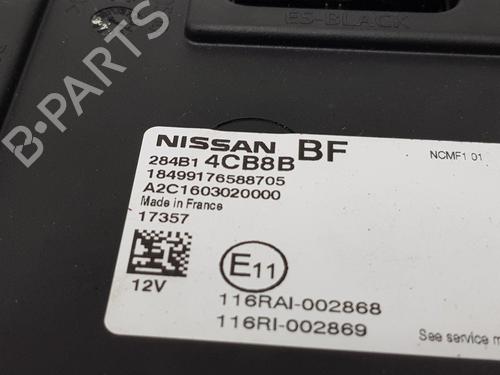 ES-BLACK
B-PARTS
NISSAN BF
284B1 4CB8B
NCMF1 01
18499176588705
A2C1603020000
Made in France
17357
E11
12V
116RAI-002868
116RI-002869
See service m